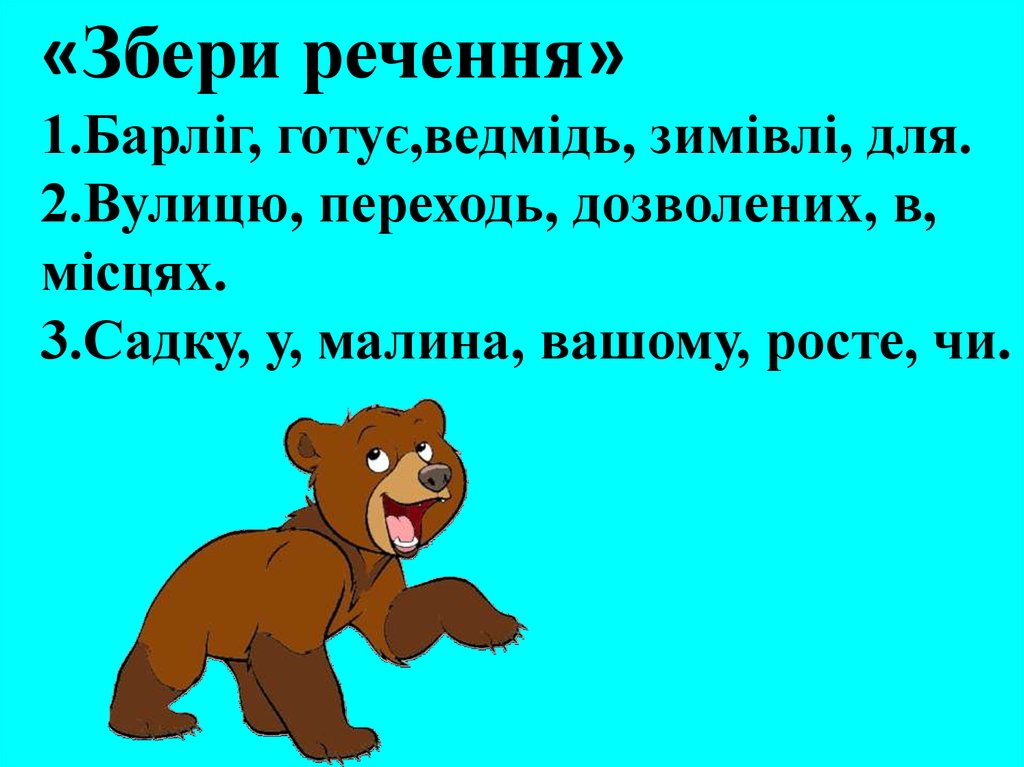 «Збери речення»
1.Барліг, готує,ведмідь, зимівлі, для.
2.Вулицю, переходь, дозволених, в,
місцях.
3.Садку, у, малина, вашому, росте, чи.